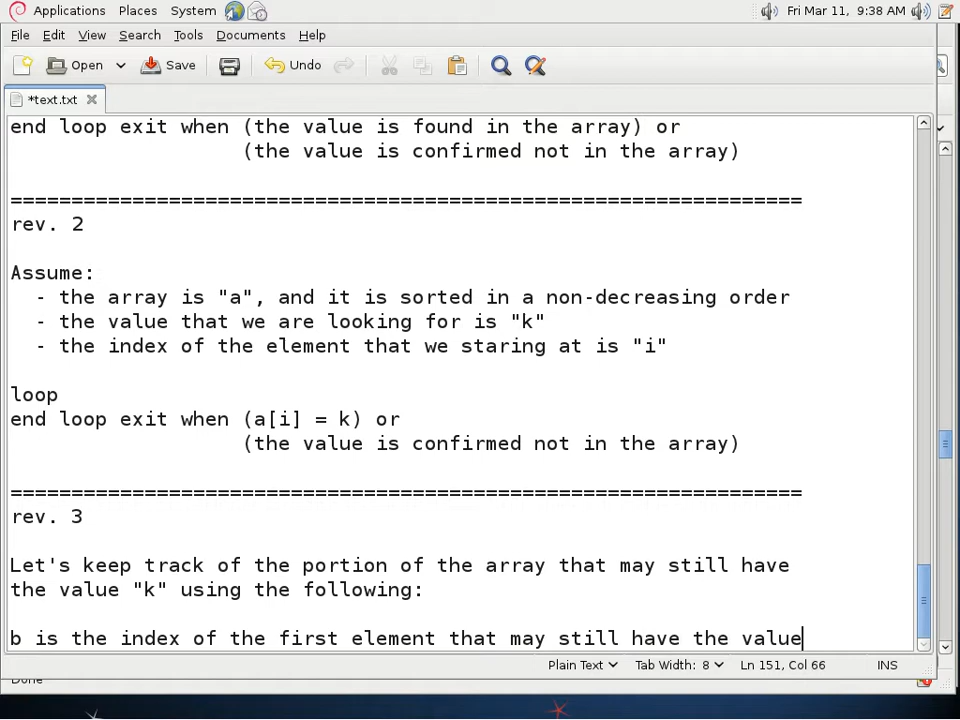 Applications Places System Fri Mar 11, 9:38 AM
File Edit View Search Tools Documents Help
Open Save Undo
*text.txt
end loop exit when (the value is found in the array) or
(the value is confirmed not in the array)
=================================================================
rev. 2
Assume:
- the array is "a", and it is sorted in a non-decreasing order
- the value that we are looking for is "k"
- the index of the element that we staring at is "i"
loop
end loop exit when (a[i] = k) or
(the value is confirmed not in the array)
=================================================================
rev. 3
Let's keep track of the portion of the array that may still have
the value "k" using the following:
b is the index of the first element that may still have the value
Plain Text Tab Width: 8 Ln 151, Col 66 INS
Done